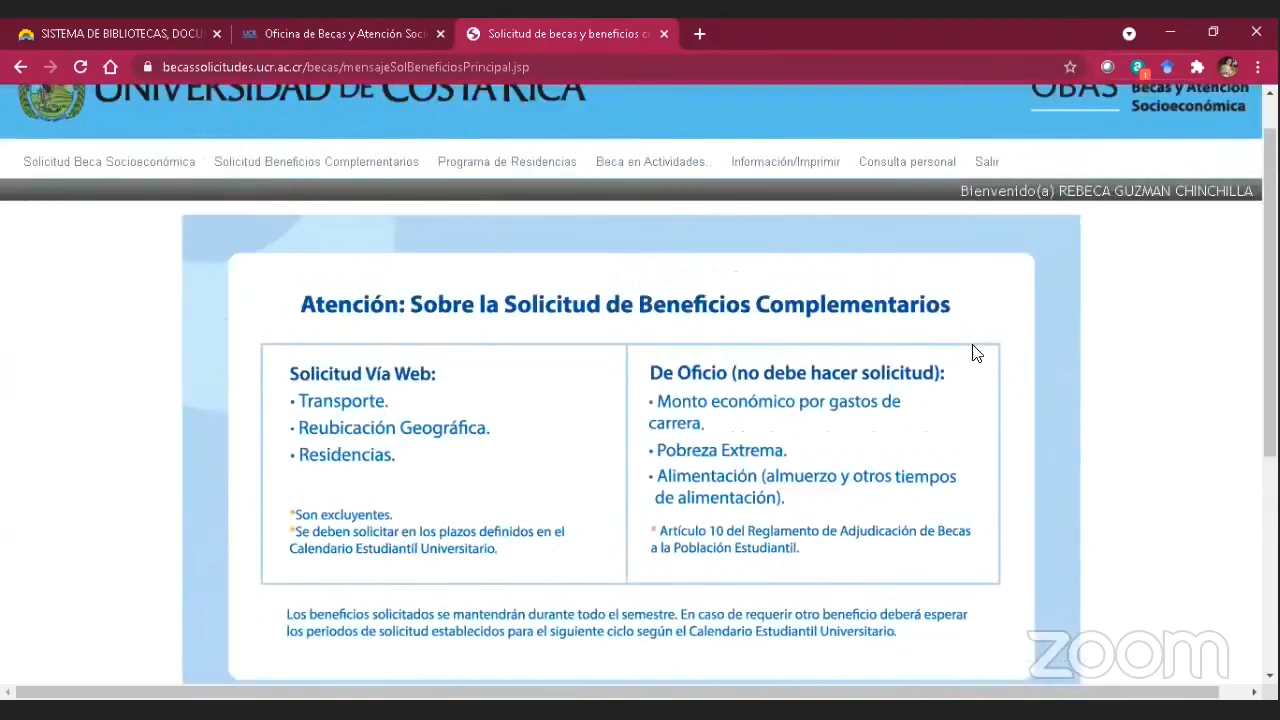 SISTEMA DE BIBLIOTECAS, DOCU
Oficina de Becas y Atención Soci
Solicitud de becas y beneficios c
becassolicitudes.ucr.ac.cr/becas/mensajeSolBeneficiosPrincipal.jsp
UNIVERSIDAD DE COSTA RICA
OBAS
Becas y Atención
Socioeconómica
Solicitud Beca Socioeconómica
Solicitud Beneficios Complementarios
Programa de Residencias
Beca en Actividades..
Información/Imprimir
Consulta personal
Salir
Bienvenido(a) REBECA GUZMAN CHINCHILLA
Atención: Sobre la Solicitud de Beneficios Complementarios
Solicitud Vía Web:
• Transporte.
• Reubicación Geográfica.
• Residencias.
*Son excluyentes.
*Se deben solicitar en los plazos definidos en el
Calendario Estudiantil Universitario.
De Oficio (no debe hacer solicitud):
• Monto económico por gastos de
carrera.
• Pobreza Extrema.
• Alimentación (almuerzo y otros tiempos
de alimentación).
* Artículo 10 del Reglamento de Adjudicación de Becas
a la Población Estudiantil.
Los beneficios solicitados se mantendrán durante todo el semestre. En caso de requerir otro beneficio deberá esperar
los periodos de solicitud establecidos para el siguiente ciclo según el Calendario Estudiantil Universitario.
zoom